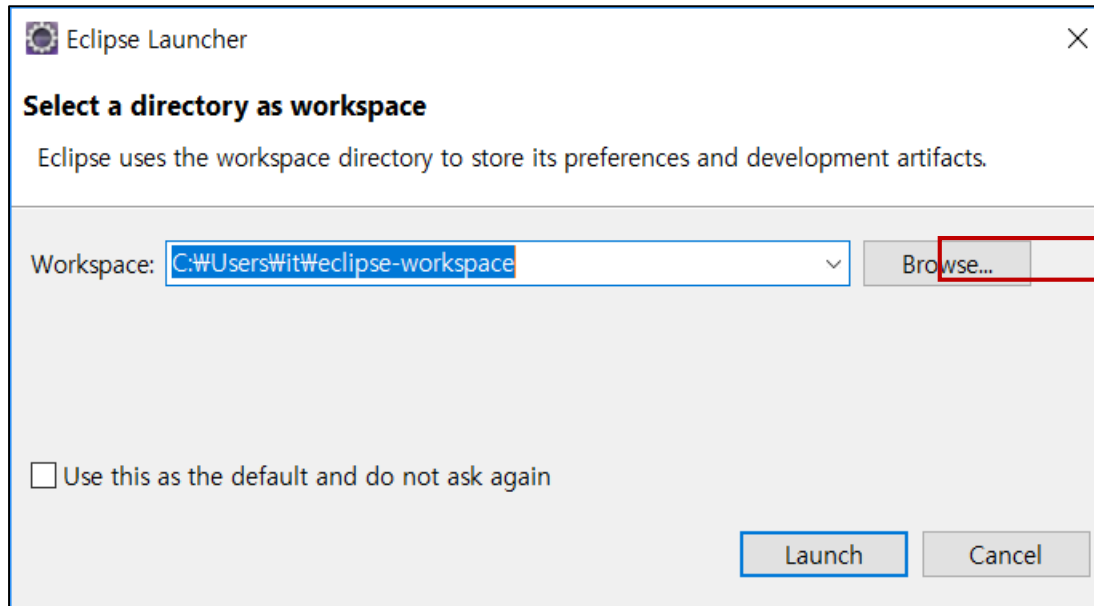 Eclipse Launcher
Select a directory as workspace
Eclipse uses the workspace directory to store its preferences and development artifacts.
Workspace: C:₩Users₩it₩eclipse-workspace Browse...
Use this as the default and do not ask again
Launch Cancel